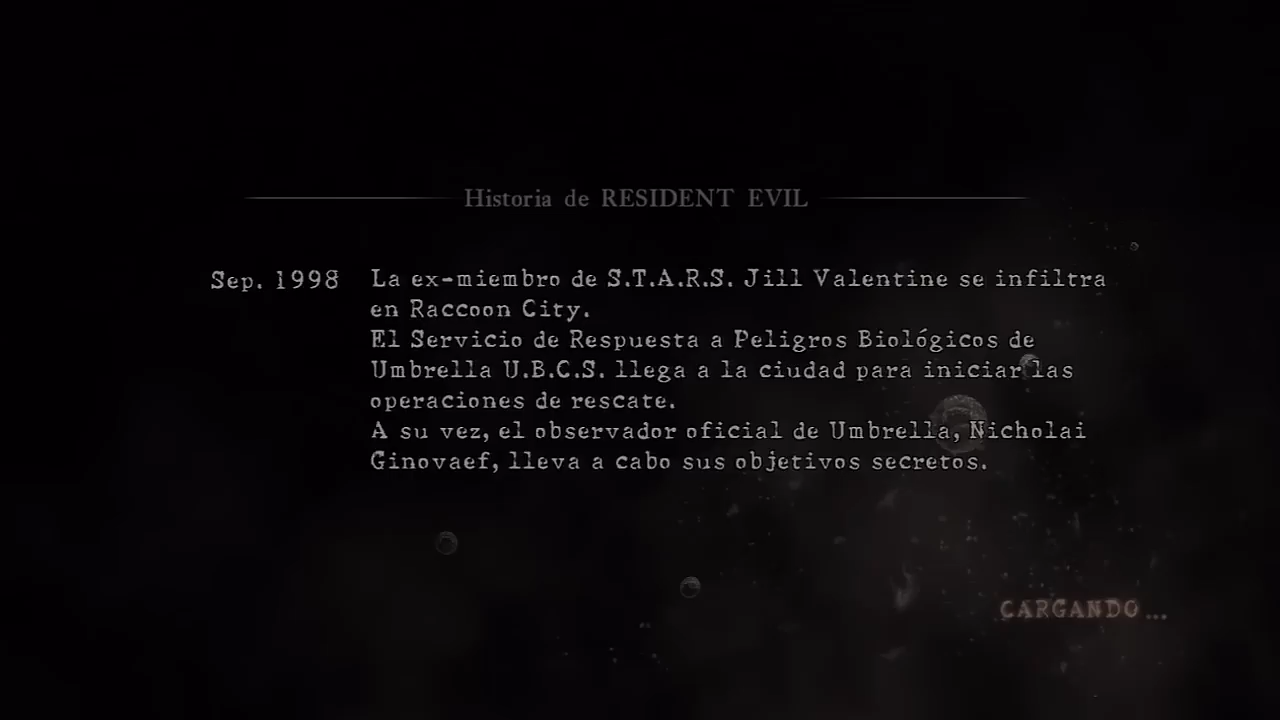 Historia de RESIDENT EVIL
Sep. 1998 La ex-miembro de S.T.A.R.S. Jill Valentine se infiltra
en Raccoon City.
El Servicio de Respuesta a Peligros Biológicos de
Umbrella U.B.C.S. llega a la ciudad para iniciar las
operaciones de rescate.
A su vez, el observador oficial de Umbrella, Nicholai
Ginovaef, lleva a cabo sus objetivos secretos.
CARGANDO...